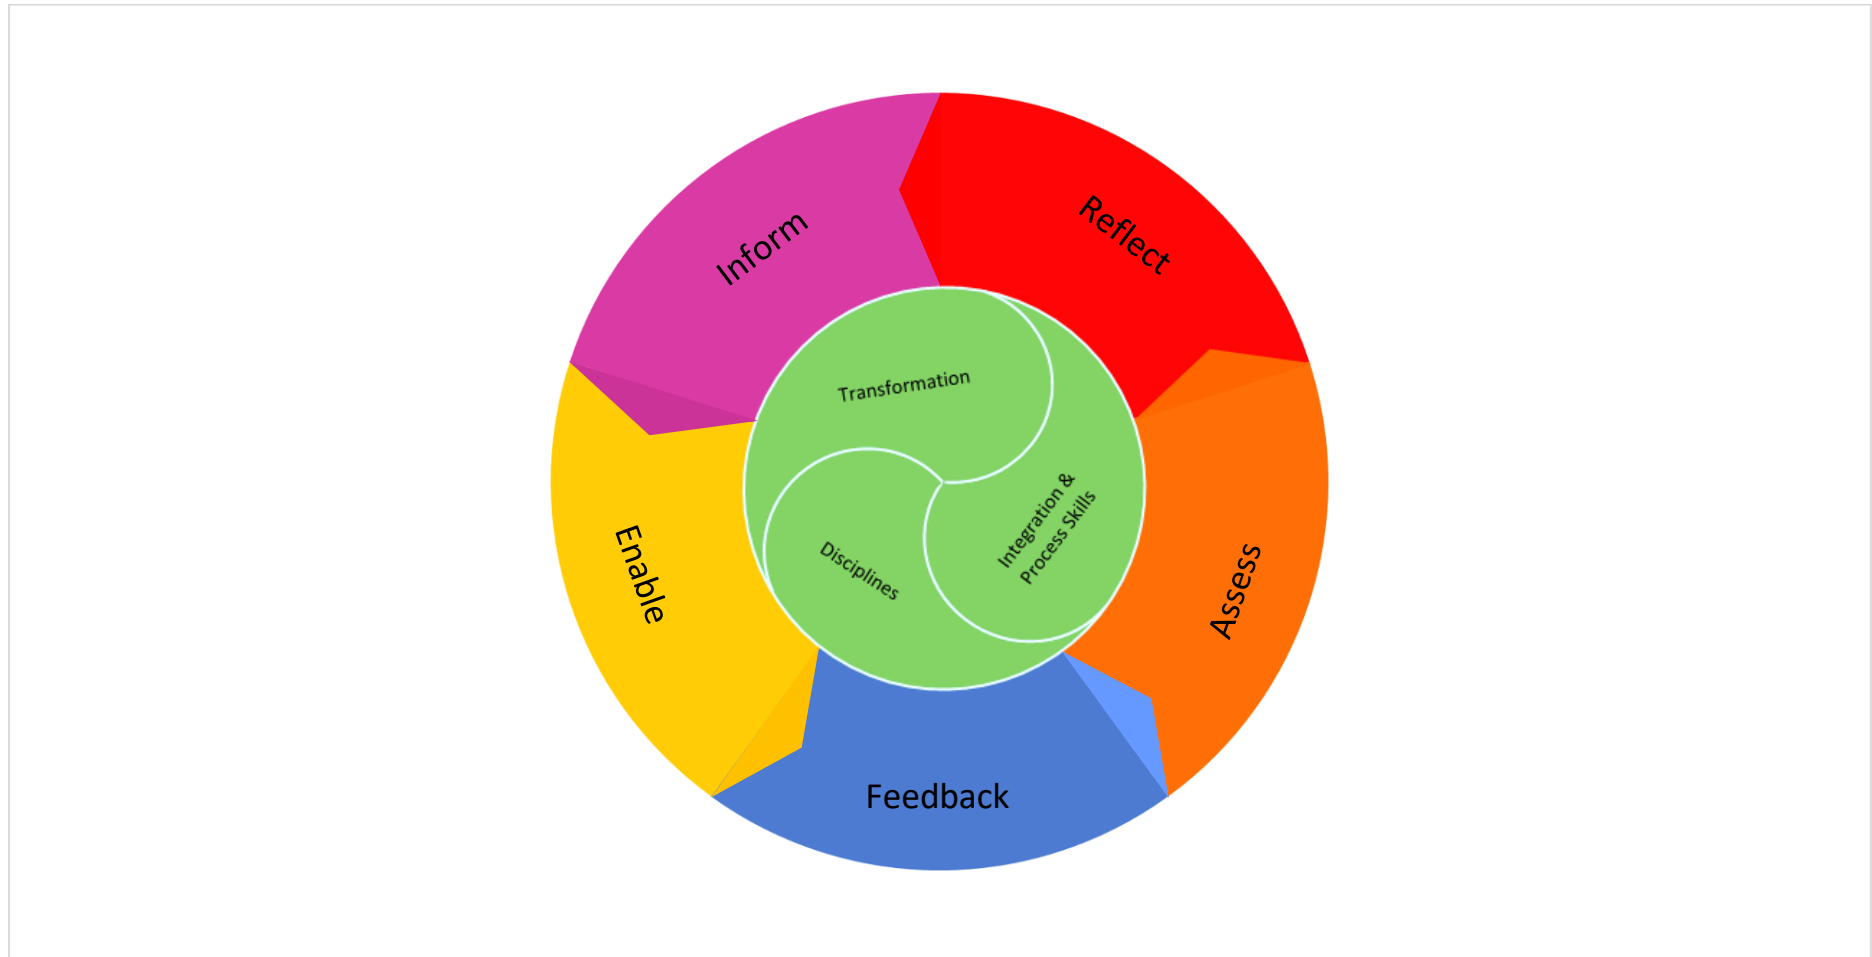 Inform
Reflect
Transformation
Integration &
Process Skills
Disciplines
Enable
Assess
Feedback